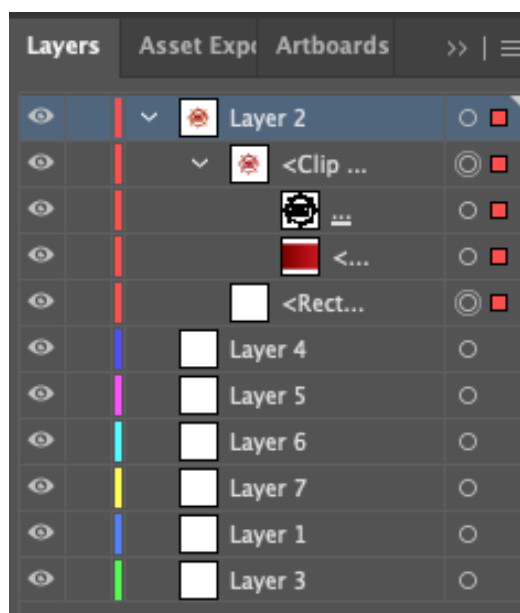 Layers Asset Expo Artboards >> | ≡
Layer 2
<Clip ...
...
<...
<Rect...
Layer 4
Layer 5
Layer 6
Layer 7
Layer 1
Layer 3